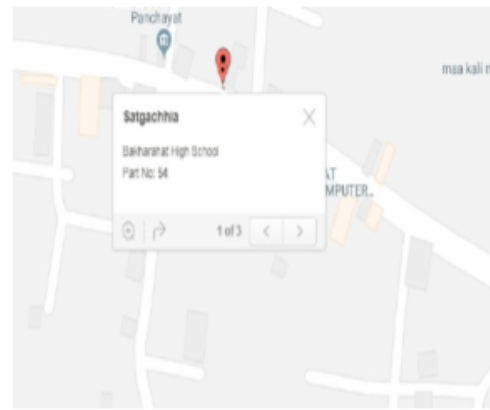 Panchayat
maa kali
Satgachhia
Bakharahat High School
Part No: 54
AT
MPUTER..
1 of 3